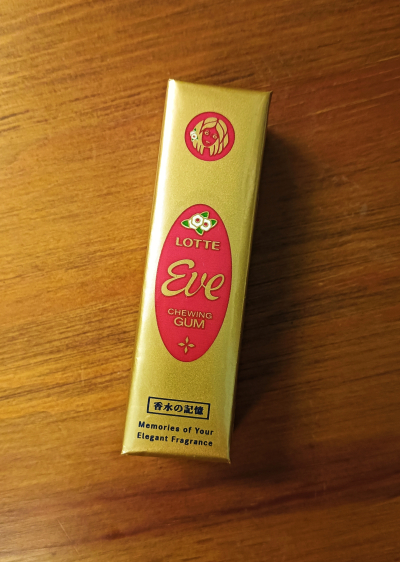 LOTTE
Eve
CHEWING
GUM
香水の記憶
Memories of Your
Elegant Fragrance